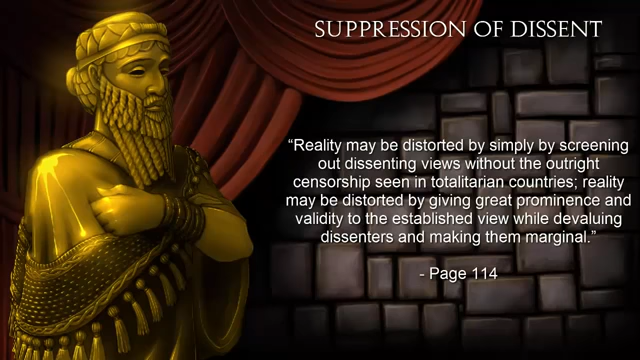 SUPPRESSION OF DISSENT
“Reality may be distorted by simply by screening
out dissenting views without the outright
censorship seen in totalitarian countries; reality
may be distorted by giving great prominence and
validity to the established view while devaluing
dissenters and making them marginal.”
- Page 114